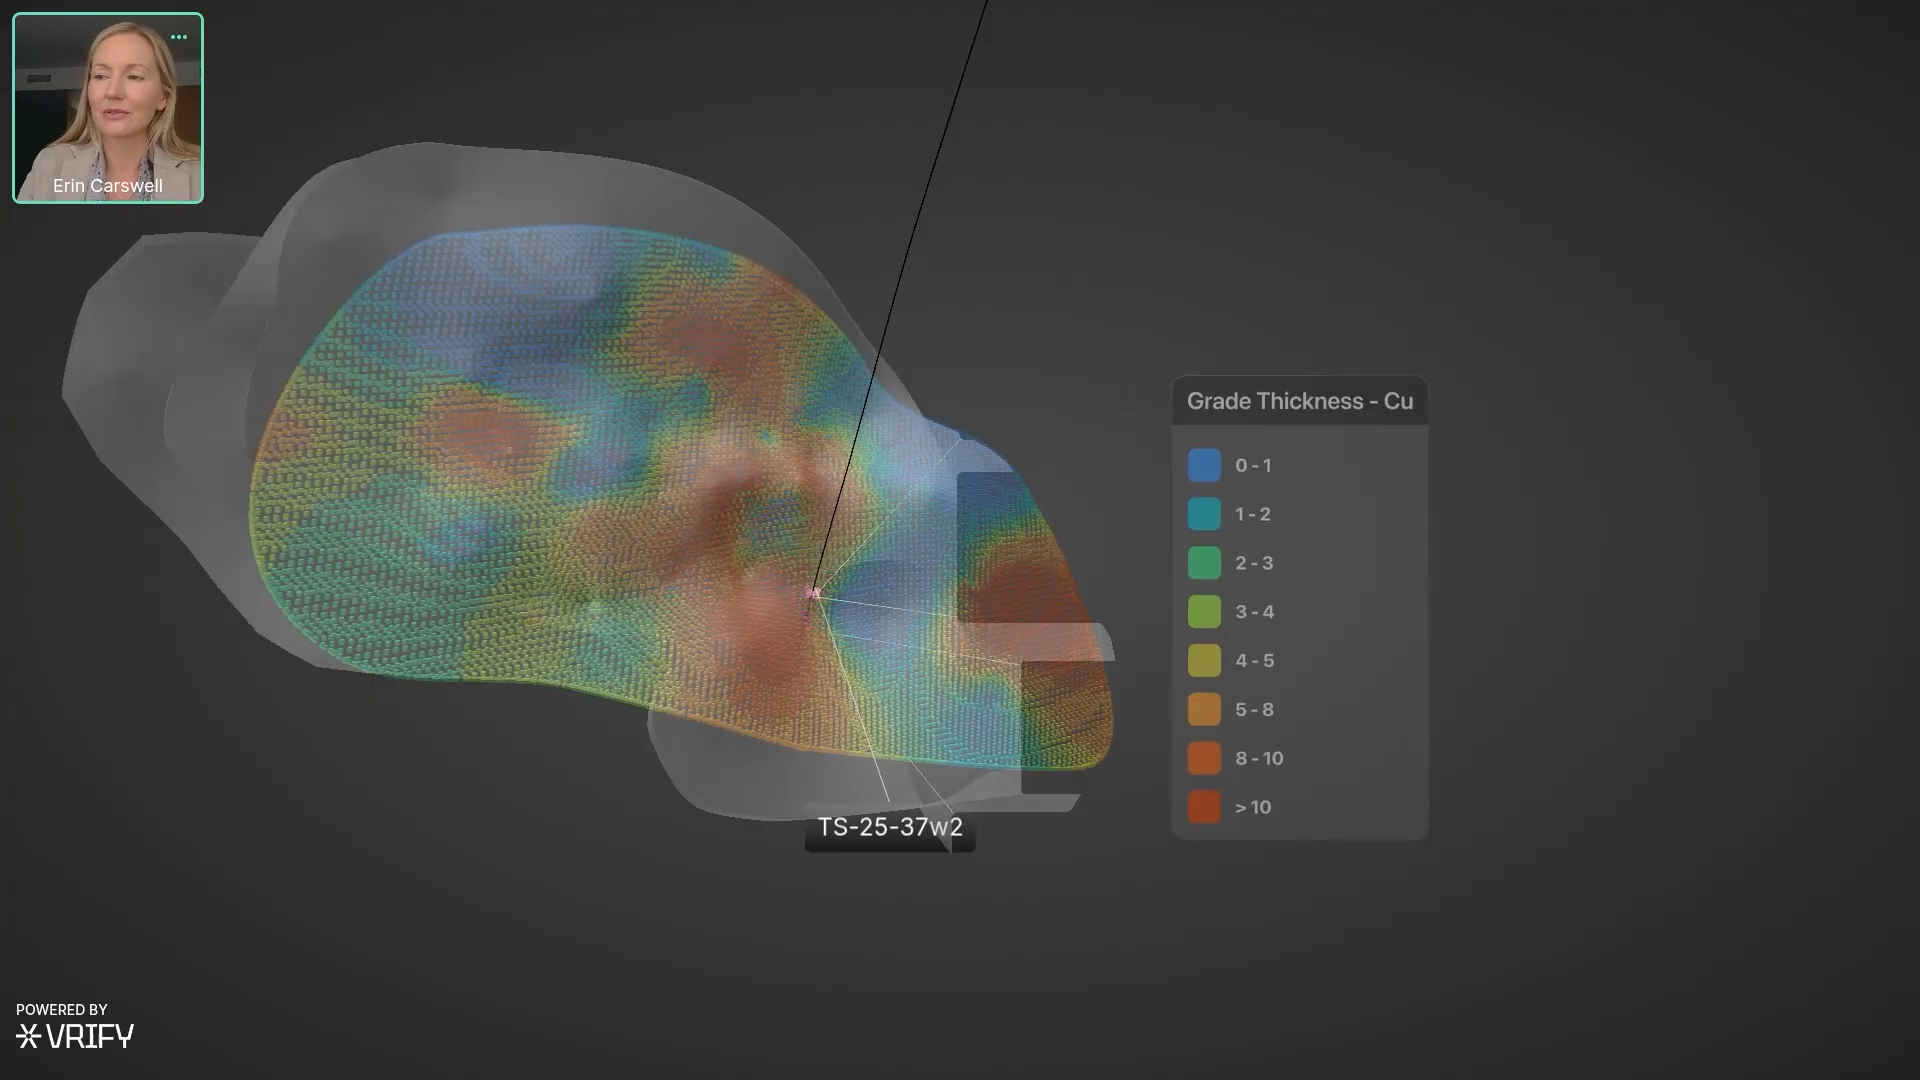 Erin Carswell
Grade Thickness - Cu
0 - 1
1 - 2
2 - 3
3 - 4
4 - 5
5 - 8
8 - 10
> 10
TS-25-37w2
POWERED BY
VRIFY